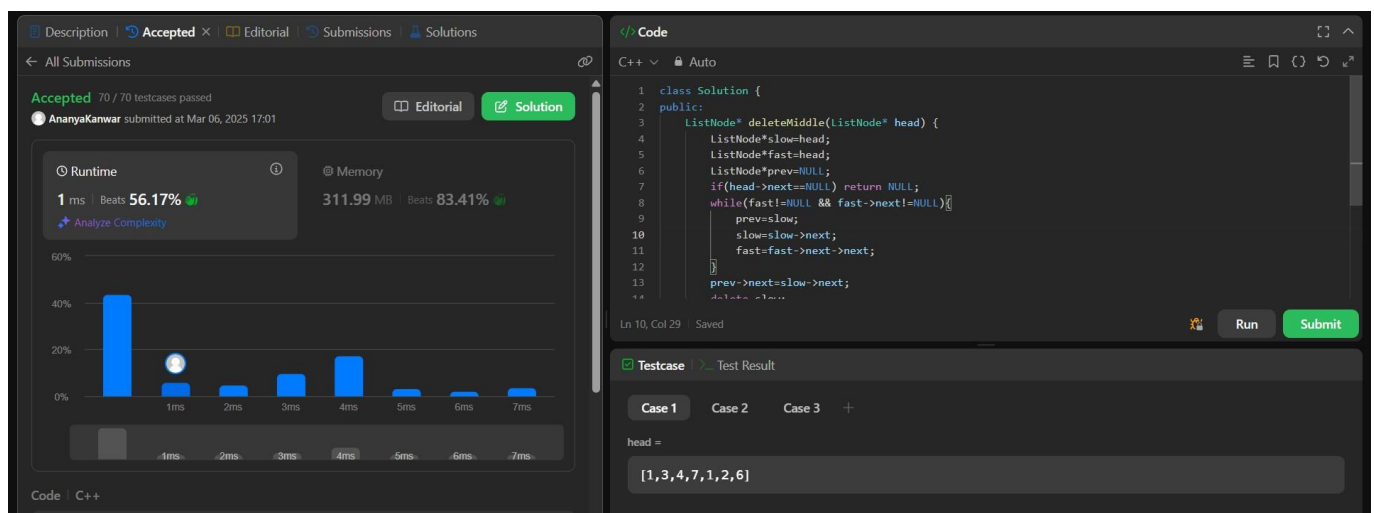 Description Accepted × Editorial Submissions Solutions
← All Submissions
Accepted 70 / 70 testcases passed
AnanyaKanwar submitted at Mar 06, 2025 17:01
Editorial Solution
Runtime
1 ms Beats 56.17%
Analyze Complexity
Memory
311.99 MB Beats 83.41%
60%
40%
20%
0%
1ms 2ms 3ms 4ms 5ms 6ms 7ms
1ms 2ms 3ms 4ms 5ms 6ms 7ms
Code C++
</> Code
C++ Auto
1 class Solution {
2 public:
3 ListNode* deleteMiddle(ListNode* head) {
4 ListNode*slow=head;
5 ListNode*fast=head;
6 ListNode*prev=NULL;
7 if(head->next==NULL) return NULL;
8 while(fast!=NULL && fast->next!=NULL){
9 prev=slow;
10 slow=slow->next;
11 fast=fast->next->next;
12 }
13 prev->next=slow->next;
14 delete slow;
Ln 10, Col 29 Saved
Run Submit
Testcase >_ Test Result
Case 1 Case 2 Case 3 +
head =
[1,3,4,7,1,2,6]